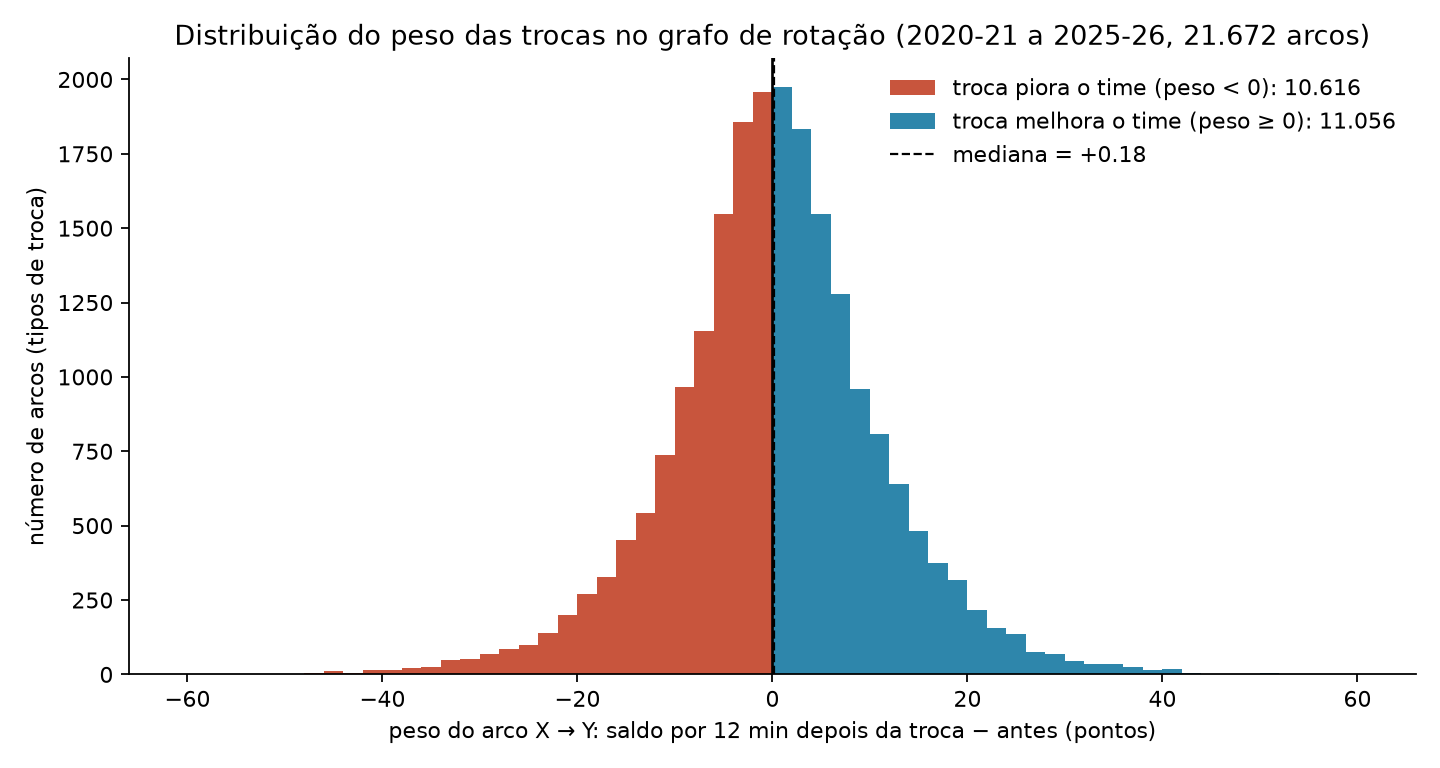 Distribuição do peso das trocas no grafo de rotação (2020-21 a 2025-26, 21.672 arcos)
troca piora o time (peso < 0): 10.616
troca melhora o time (peso ≥ 0): 11.056
mediana = +0.18
número de arcos (tipos de troca)
2000
1750
1500
1250
1000
750
500
250
0
−60 −40 −20 0 20 40 60
peso do arco X → Y: saldo por 12 min depois da troca − antes (pontos)